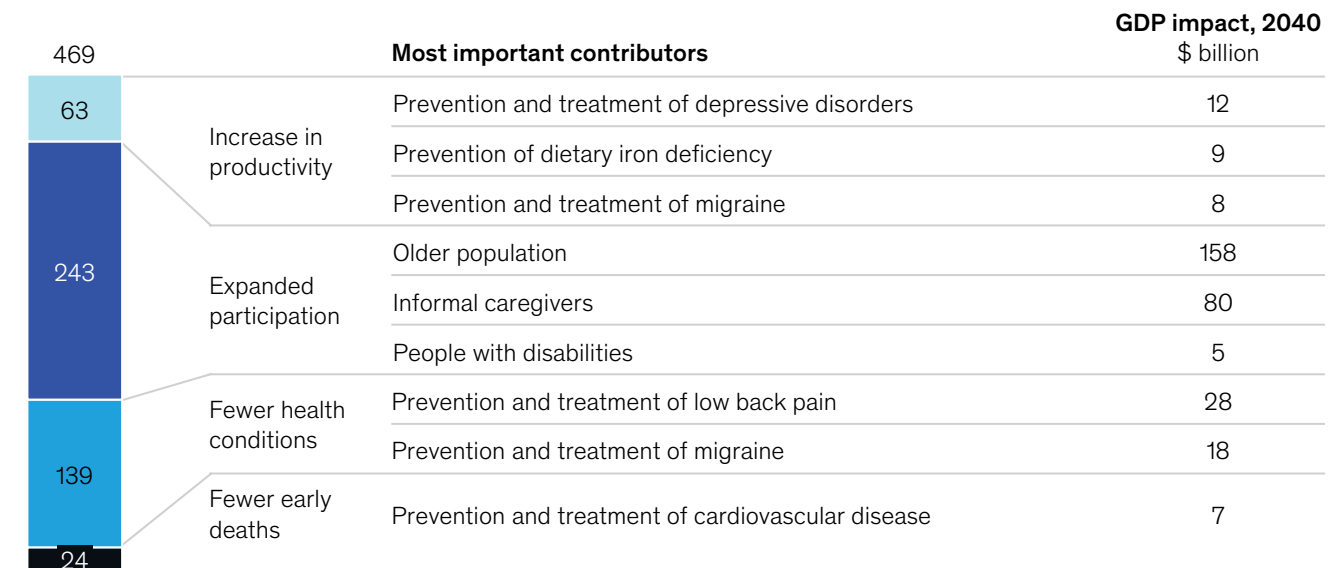 GDP impact, 2040
469
Most important contributors
$ billion
63
Increase in
productivity
Prevention and treatment of depressive disorders
12
Prevention of dietary iron deficiency
9
Prevention and treatment of migraine
8
243
Expanded
participation
Older population
158
Informal caregivers
80
People with disabilities
5
139
Fewer health
conditions
Prevention and treatment of low back pain
28
Prevention and treatment of migraine
18
Fewer early
deaths
Prevention and treatment of cardiovascular disease
7
24